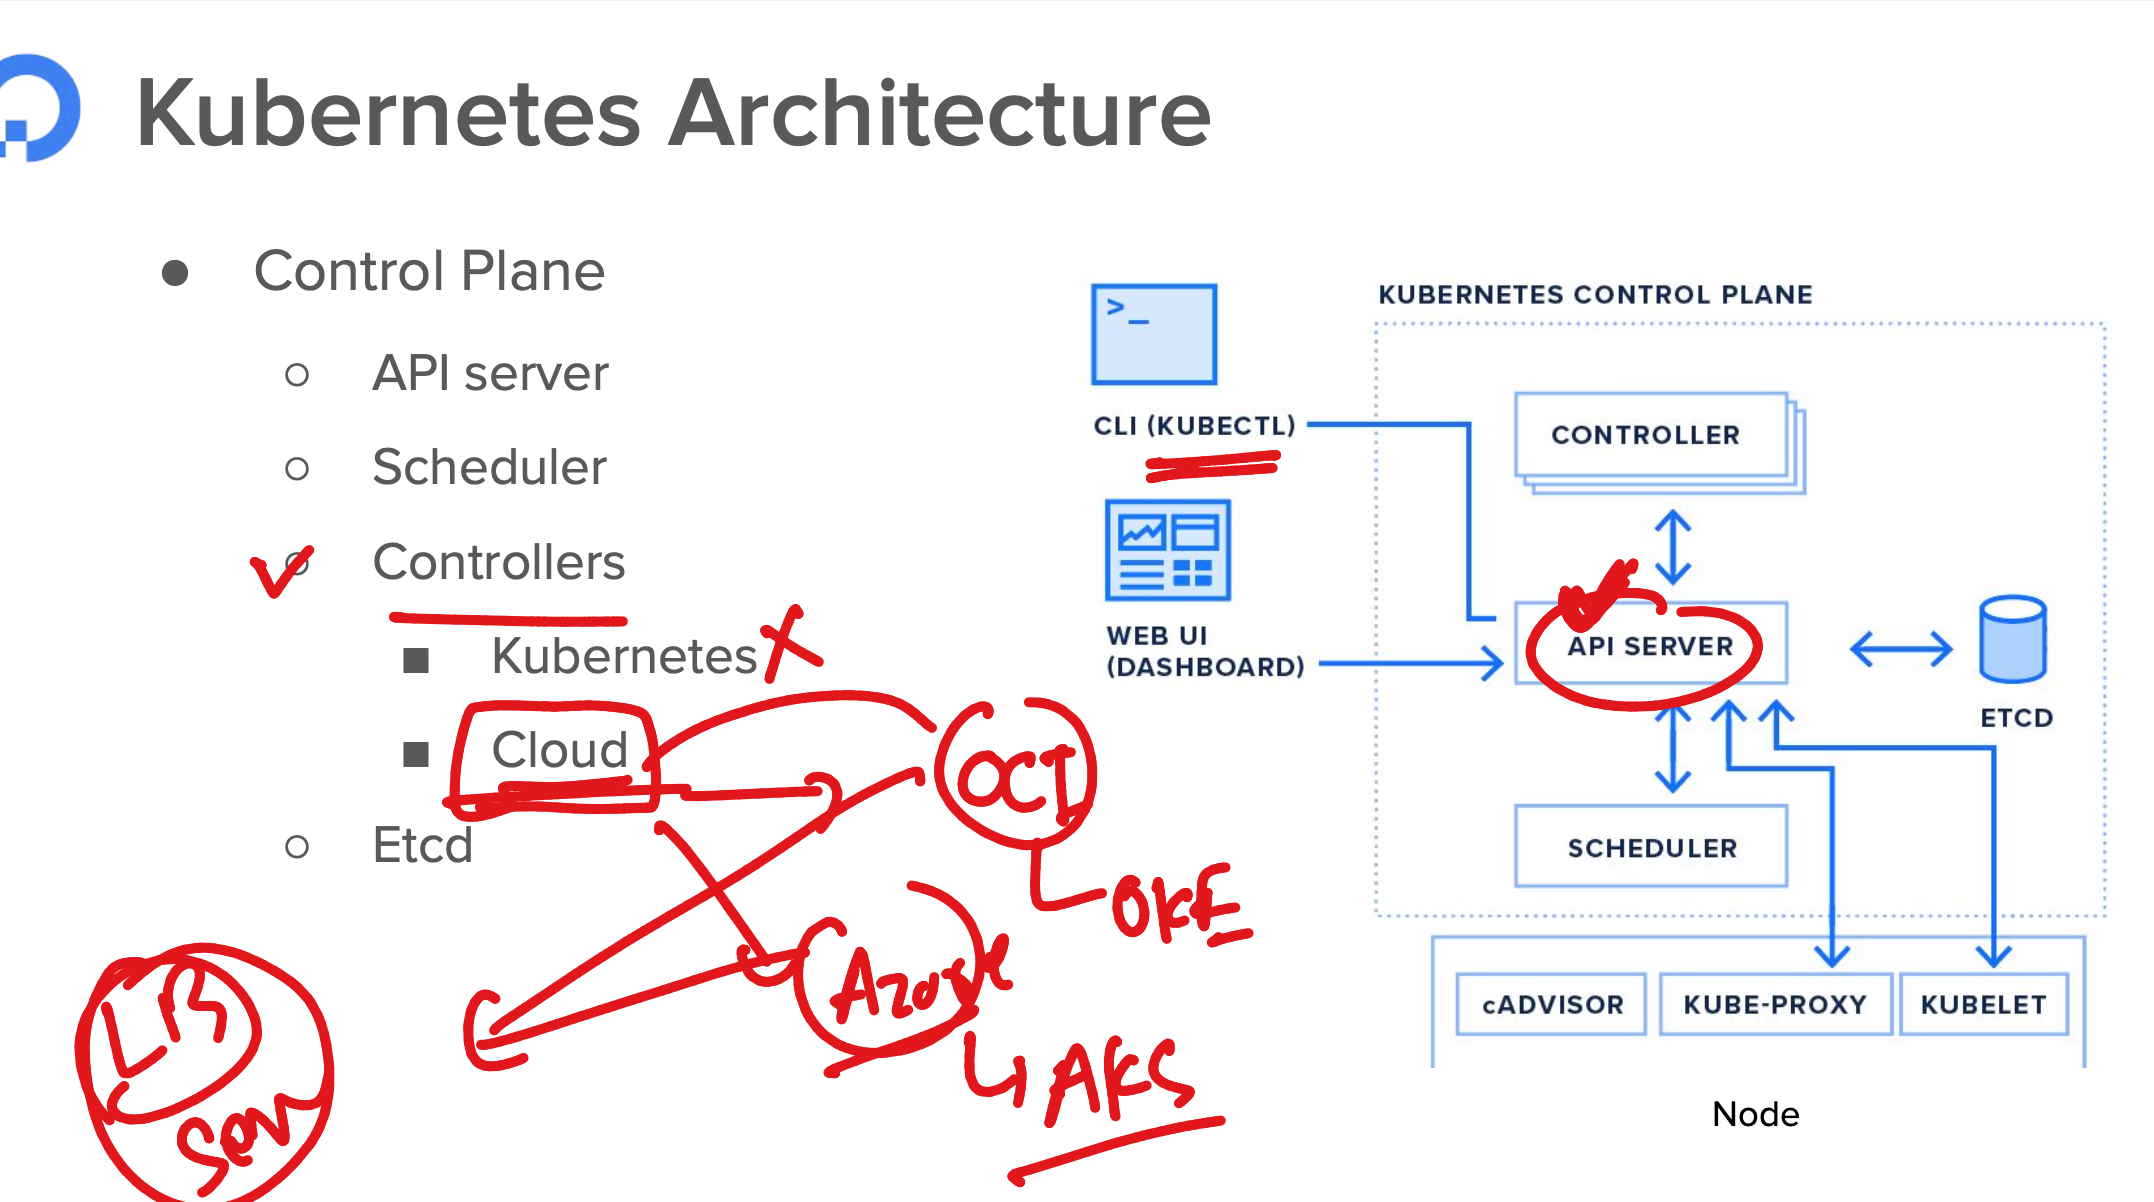 Kubernetes Architecture
● Control Plane
○ API server
○ Scheduler
○ Controllers
■ Kubernetes
■ Cloud
○ Etcd
OCI
OKE
Azure
AKS
LB
Ser
>_
CLI (KUBECTL)
WEB UI
(DASHBOARD)
KUBERNETES CONTROL PLANE
CONTROLLER
API SERVER
ETCD
SCHEDULER
cADVISOR
KUBE-PROXY
KUBELET
Node